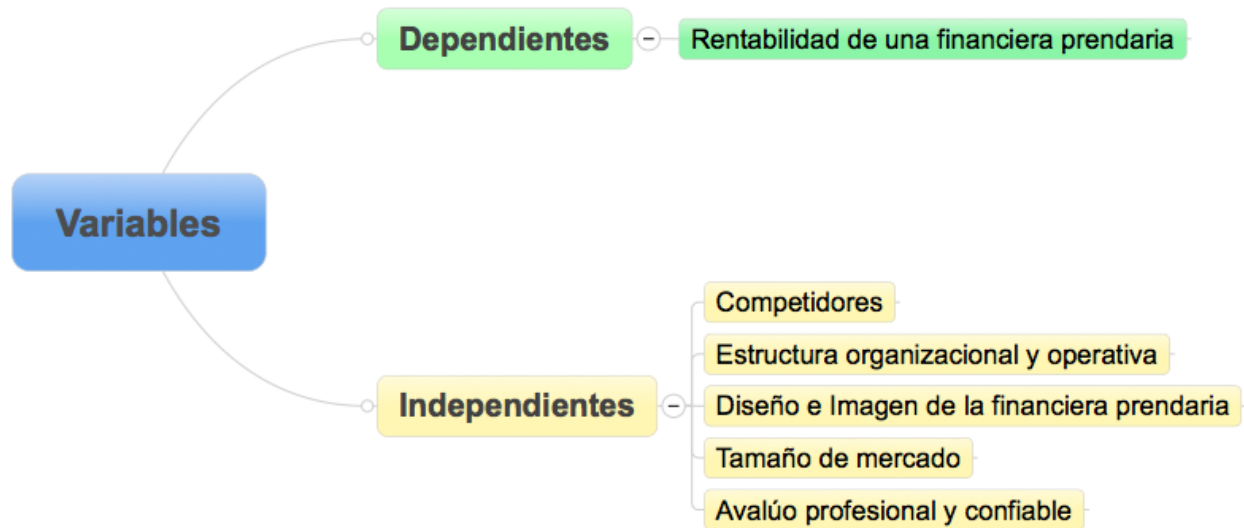 Dependientes
Rentabilidad de una financiera prendaria
Variables
Competidores
Estructura organizacional y operativa
Independientes
Diseño e Imagen de la financiera prendaria
Tamaño de mercado
Avalúo profesional y confiable